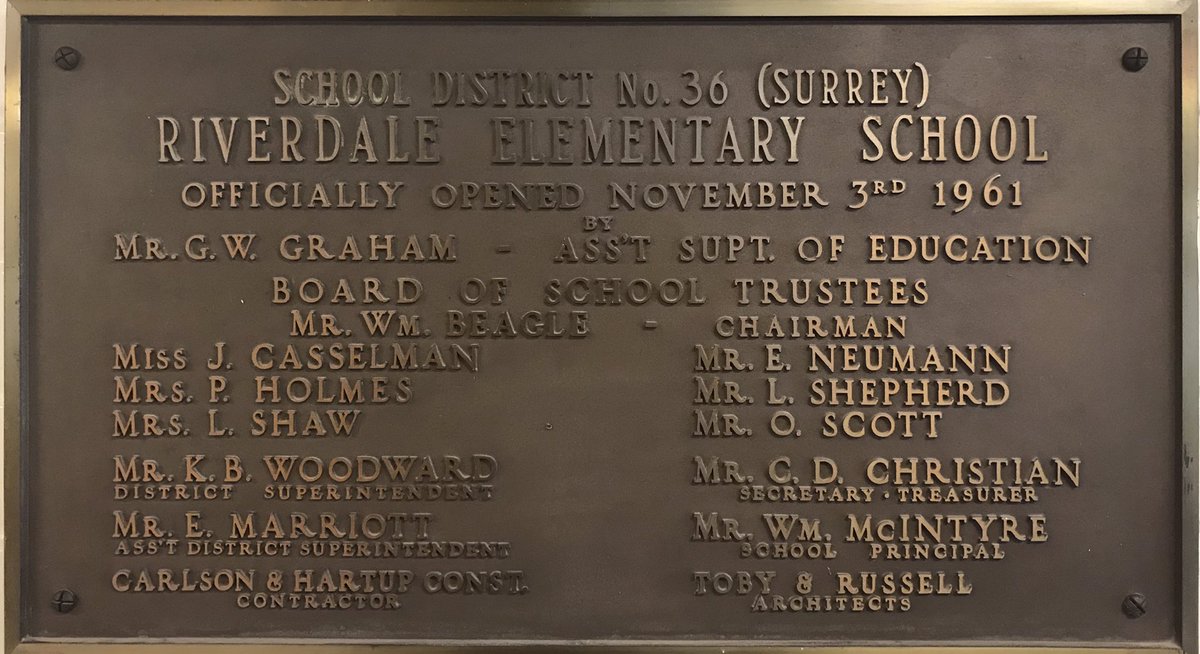 SCHOOL DISTRICT No. 36 (SURREY)
RIVERDALE ELEMENTARY SCHOOL
OFFICIALLY OPENED NOVEMBER 3RD 1961
BY
MR. G. W. GRAHAM - ASS'T SUPT. OF EDUCATION
BOARD OF SCHOOL TRUSTEES
MR. WM. BEAGLE - CHAIRMAN
MISS J. CASSELMAN MR. E. NEUMANN
MRS. P. HOLMES MR. L. SHEPHERD
MRS. L. SHAW MR. O. SCOTT
MR. K. B. WOODWARD MR. C. D. CHRISTIAN
DISTRICT SUPERINTENDENT SECRETARY · TREASURER
MR. E. MARRIOTT MR. WM. McINTYRE
ASS'T DISTRICT SUPERINTENDENT SCHOOL PRINCIPAL
CARLSON & HARTUP CONST. TOBY & RUSSELL
CONTRACTOR ARCHITECTS